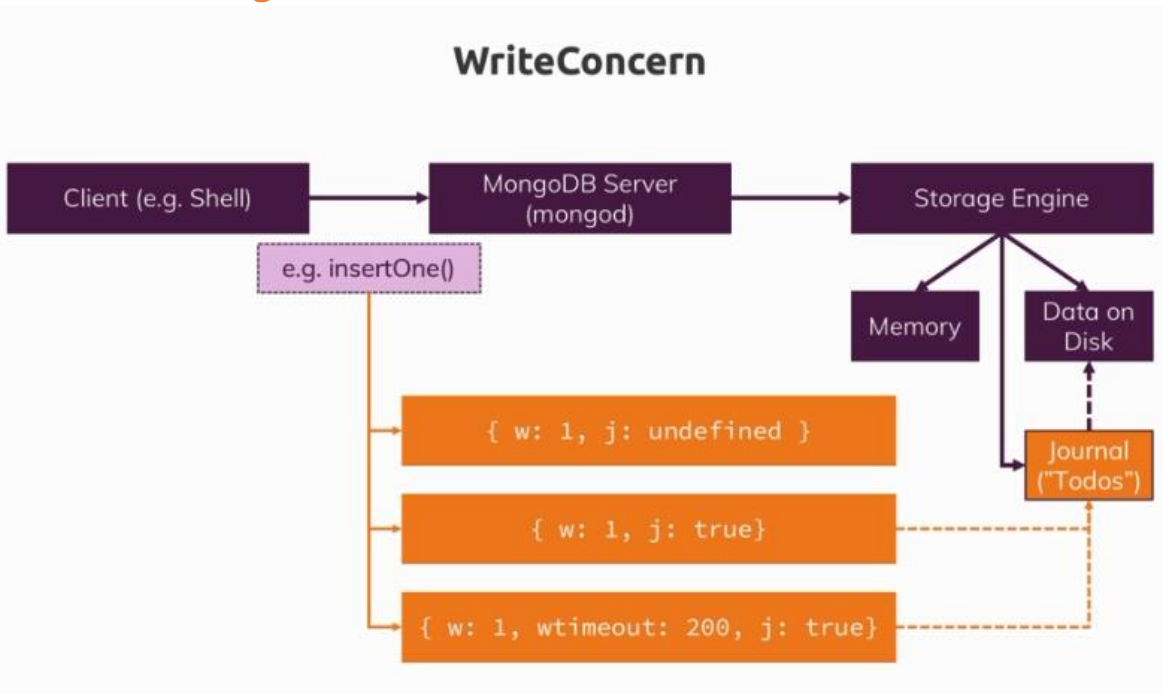 WriteConcern
Client (e.g. Shell)
MongoDB Server
(mongod)
Storage Engine
e.g. insertOne()
Memory
Data on
Disk
{ w: 1, j: undefined }
Journal
("Todos")
{ w: 1, j: true}
{ w: 1, wtimeout: 200, j: true}